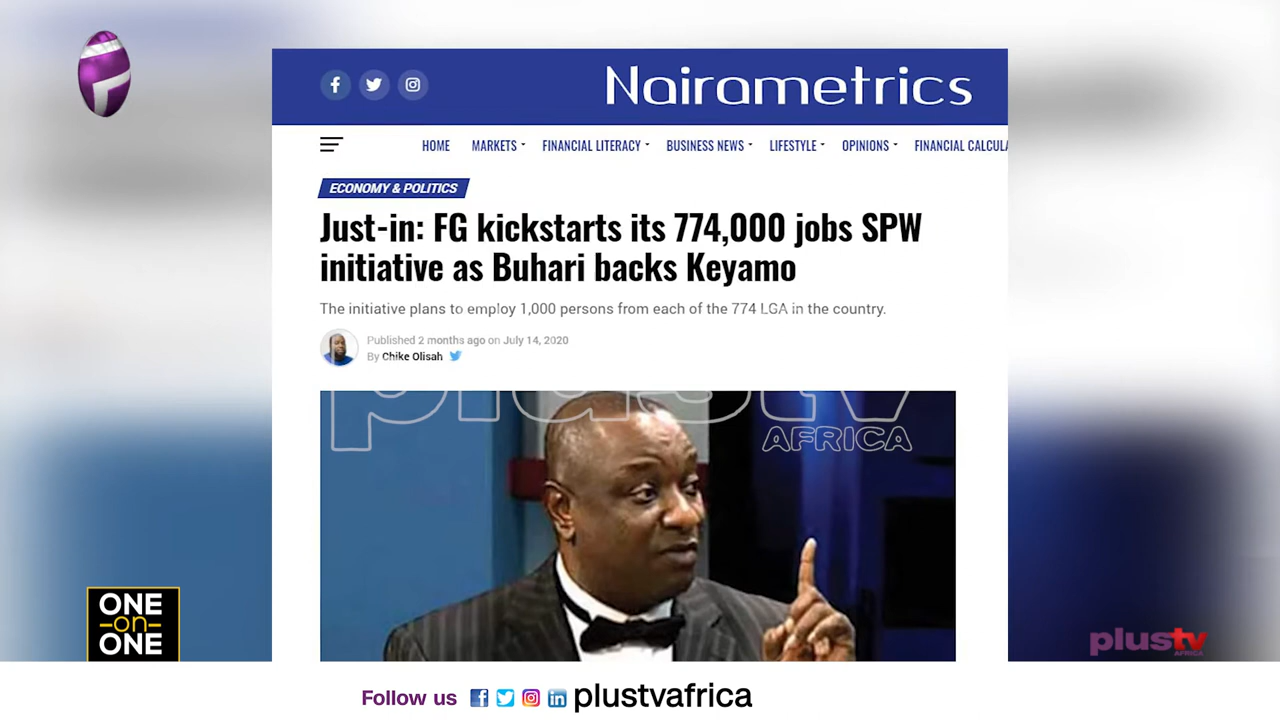 Nairametrics
HOME MARKETS FINANCIAL LITERACY BUSINESS NEWS LIFESTYLE OPINIONS FINANCIAL CALCULA
ECONOMY & POLITICS
Just-in: FG kickstarts its 774,000 jobs SPW
initiative as Buhari backs Keyamo
The initiative plans to employ 1,000 persons from each of the 774 LGA in the country.
Published 2 months ago on July 14, 2020
By Chike Olisah
plustv
AFRICA
ONE
-on-
ONE
plustv
AFRICA
Follow us plustvafrica